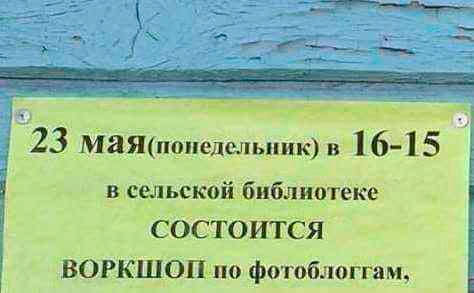 23 мая(понедельник) в 16-15
в сельской библиотеке
СОСТОИТСЯ
ВОРКШОП по фотоблоггам,